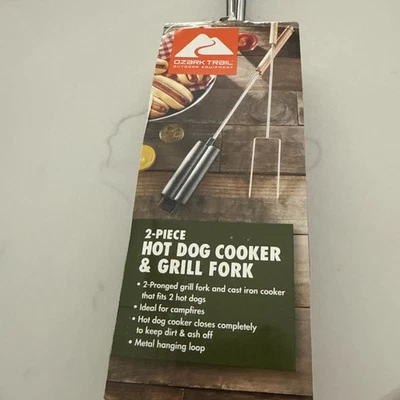 OZARK TRAIL
OUTDOOR EQUIPMENT
2-PIECE
HOT DOG COOKER
& GRILL FORK
• 2-Pronged grill fork and cast iron cooker
that fits 2 hot dogs
• Ideal for campfires
• Hot dog cooker closes completely
to keep dirt & ash off
• Metal hanging loop